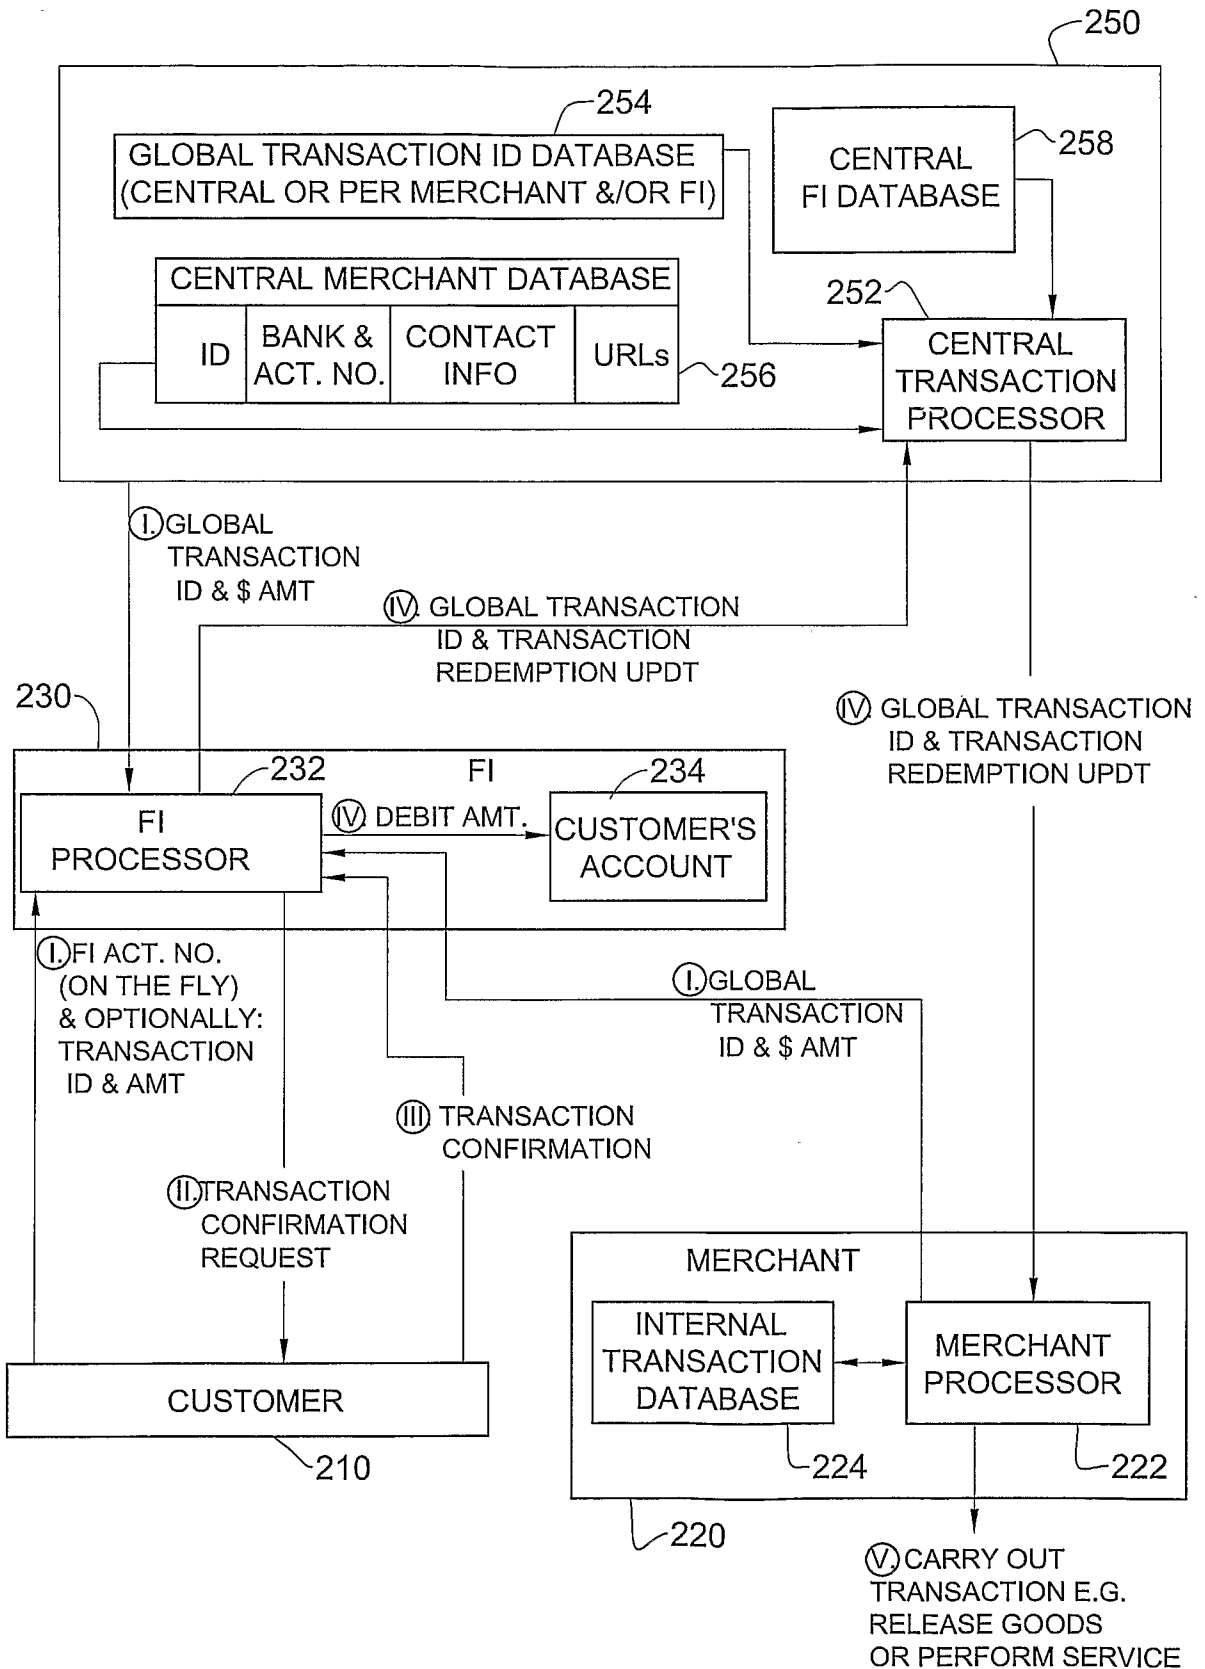 250
254
GLOBAL TRANSACTION ID DATABASE
(CENTRAL OR PER MERCHANT &/OR FI)
CENTRAL
FI DATABASE
258
CENTRAL MERCHANT DATABASE
ID
BANK &
ACT. NO.
CONTACT
INFO
URLs
256
252
CENTRAL
TRANSACTION
PROCESSOR
I. GLOBAL
TRANSACTION
ID & $ AMT
IV. GLOBAL TRANSACTION
ID & TRANSACTION
REDEMPTION UPDT
IV. GLOBAL TRANSACTION
ID & TRANSACTION
REDEMPTION UPDT
230
FI
232
FI
PROCESSOR
IV. DEBIT AMT.
234
CUSTOMER'S
ACCOUNT
I. FI ACT. NO.
(ON THE FLY)
& OPTIONALLY:
TRANSACTION
ID & AMT
I. GLOBAL
TRANSACTION
ID & $ AMT
III. TRANSACTION
CONFIRMATION
II. TRANSACTION
CONFIRMATION
REQUEST
CUSTOMER
210
MERCHANT
INTERNAL
TRANSACTION
DATABASE
224
MERCHANT
PROCESSOR
222
220
V. CARRY OUT
TRANSACTION E.G.
RELEASE GOODS
OR PERFORM SERVICE